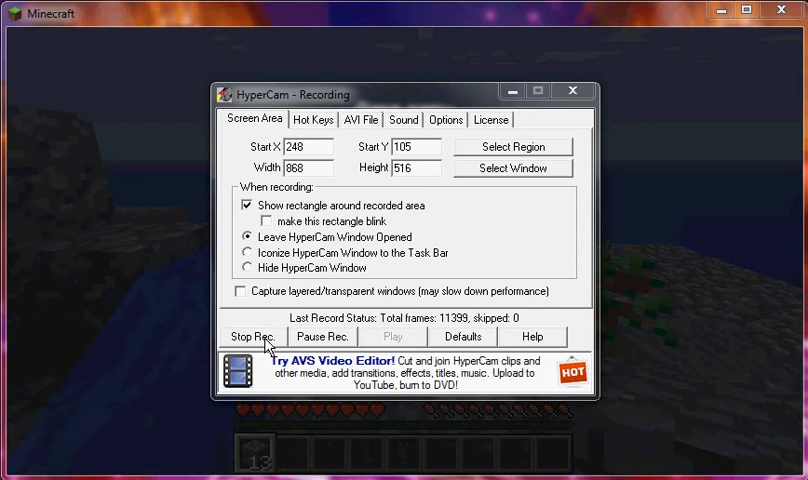 Minecraft
HyperCam – Recording
Screen Area Hot Keys AVI File Sound Options License
Start X 248 Start Y 105 Select Region
Width 868 Height 516 Select Window
When recording:
Show rectangle around recorded area
make this rectangle blink
Leave HyperCam Window Opened
Iconize HyperCam Window to the Task Bar
Hide HyperCam Window
Capture layered/transparent windows (may slow down performance)
Last Record Status: Total frames: 11399, skipped: 0
Stop Rec. Pause Rec. Play Defaults Help
Try AVS Video Editor! Cut and join HyperCam clips and
other media, add transitions, effects, titles, music. Upload to
YouTube, burn to DVD!
HOT
13